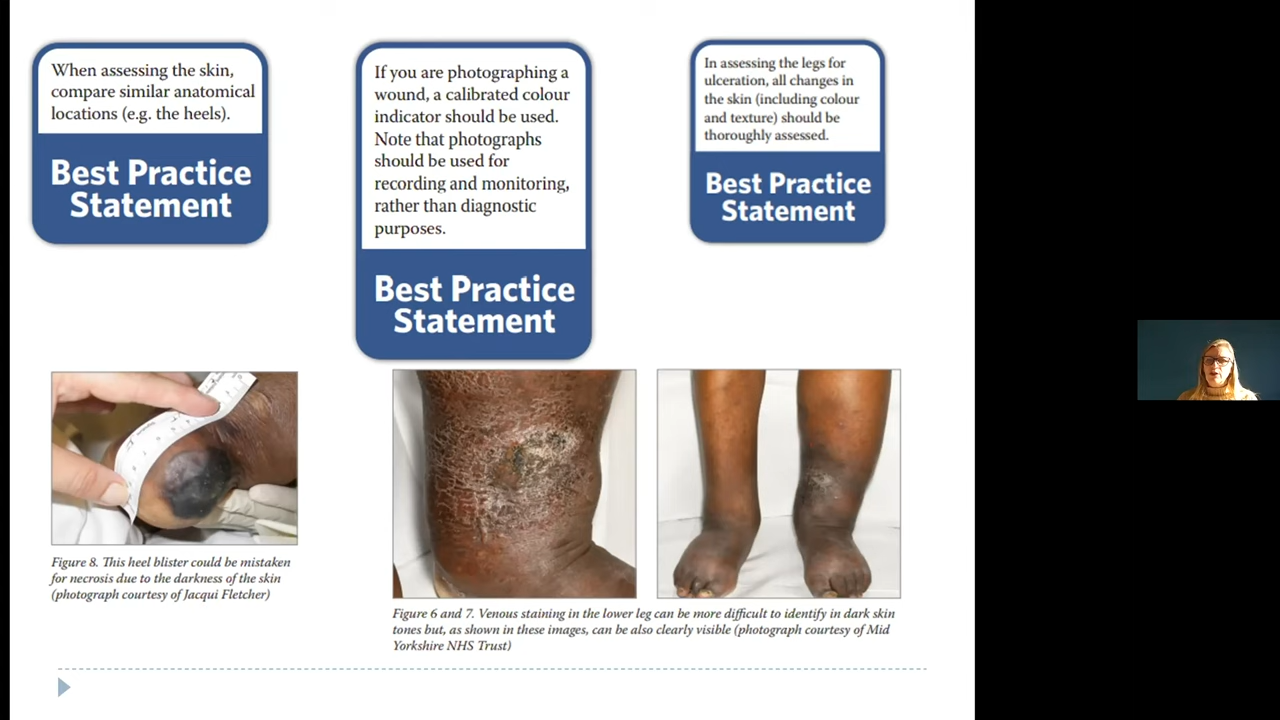 When assessing the skin,
compare similar anatomical
locations (e.g. the heels).
Best Practice
Statement
If you are photographing a
wound, a calibrated colour
indicator should be used.
Note that photographs
should be used for
recording and monitoring,
rather than diagnostic
purposes.
Best Practice
Statement
In assessing the legs for
ulceration, all changes in
the skin (including colour
and texture) should be
thoroughly assessed.
Best Practice
Statement
Figure 8. This heel blister could be mistaken
for necrosis due to the darkness of the skin
(photograph courtesy of Jacqui Fletcher)
Figure 6 and 7. Venous staining in the lower leg can be more difficult to identify in dark skin
tones but, as shown in these images, can be also clearly visible (photograph courtesy of Mid
Yorkshire NHS Trust)